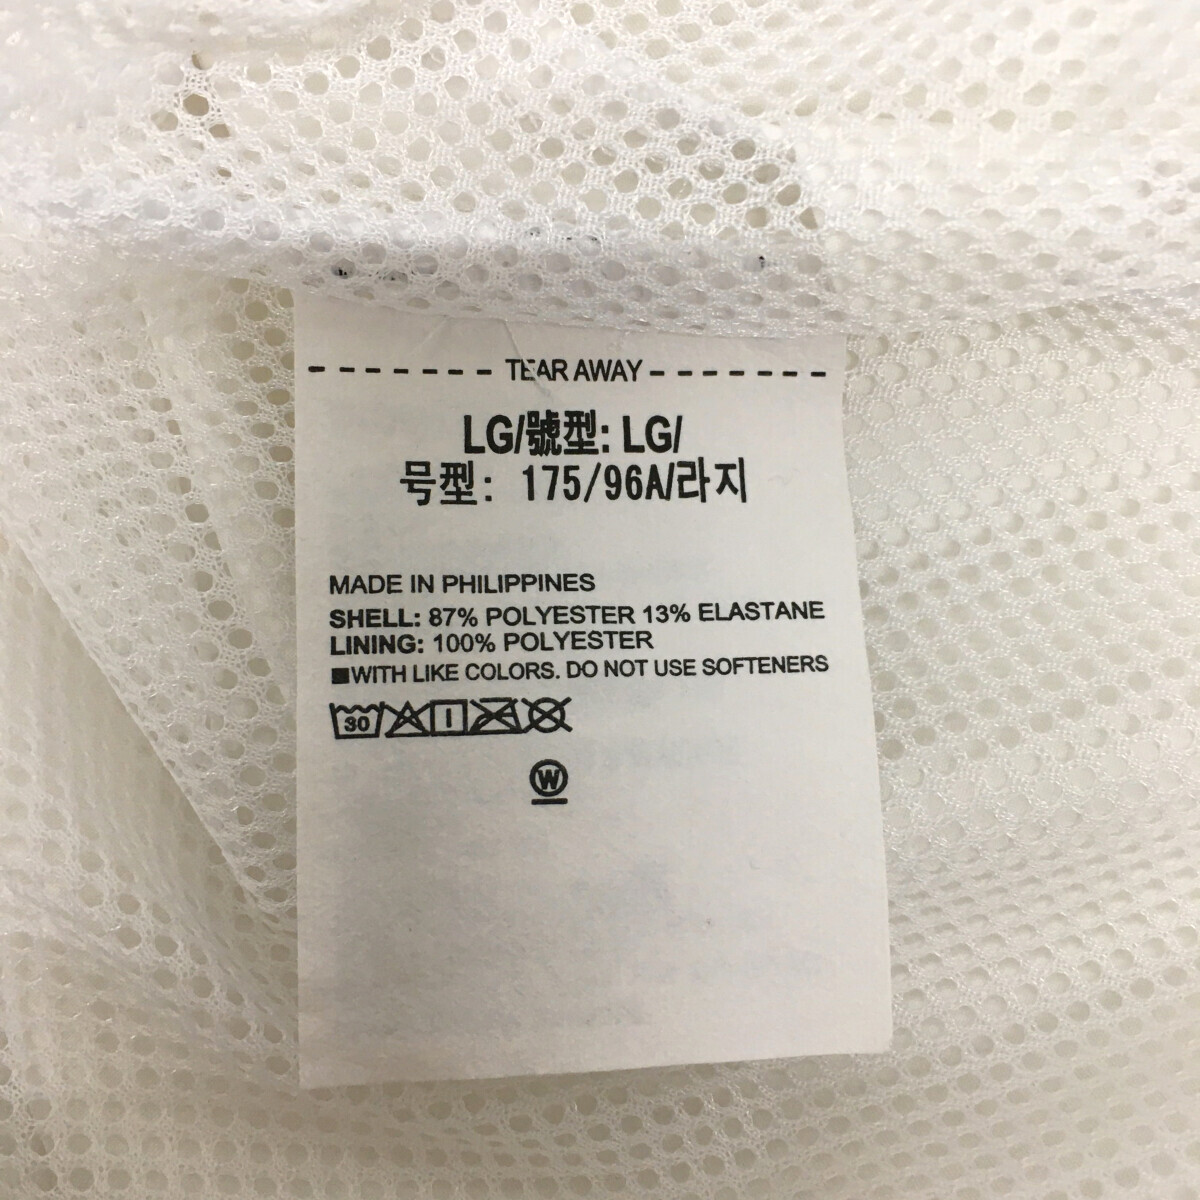 TEAR AWAY
LG/號型: LG/
号型: 175/96A/라지
MADE IN PHILIPPINES
SHELL: 87% POLYESTER 13% ELASTANE
LINING: 100% POLYESTER
■WITH LIKE COLORS. DO NOT USE SOFTENERS
30
W